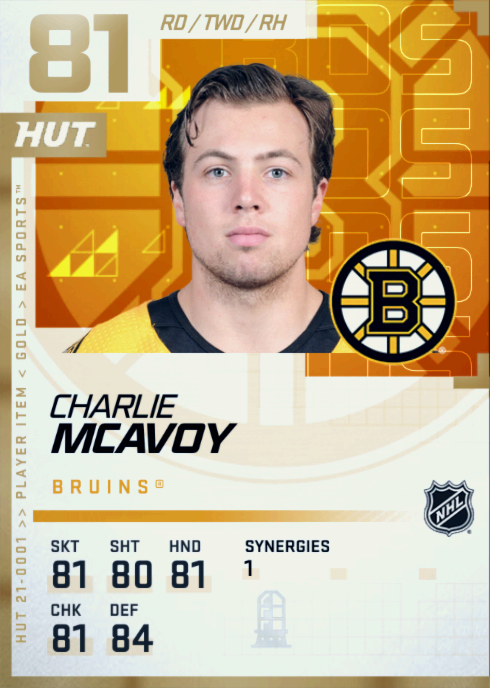 81
RD / TWD / RH
HUT
HUT 21-0001 >> PLAYER ITEM < GOLD > EA SPORTS™
B
CHARLIE
MCAVOY
BRUINS®
NHL
SKT SHT HND SYNERGIES
81 80 81 1
CHK DEF
81 84